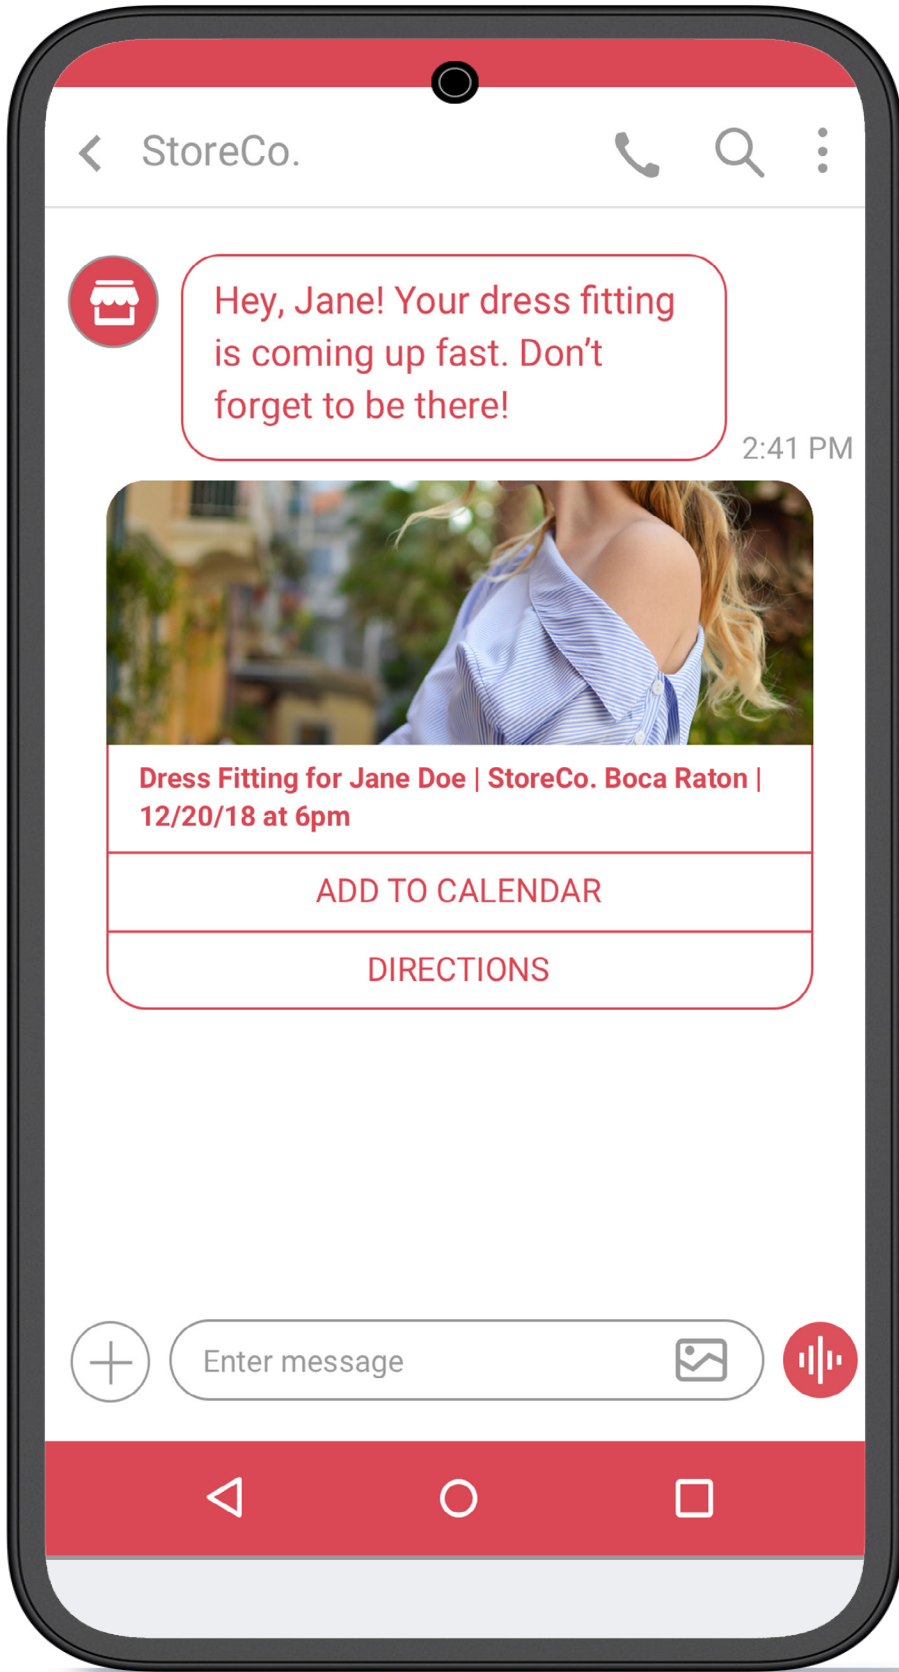 StoreCo.
Hey, Jane! Your dress fitting
is coming up fast. Don’t
forget to be there!
2:41 PM
Dress Fitting for Jane Doe | StoreCo. Boca Raton |
12/20/18 at 6pm
ADD TO CALENDAR
DIRECTIONS
Enter message